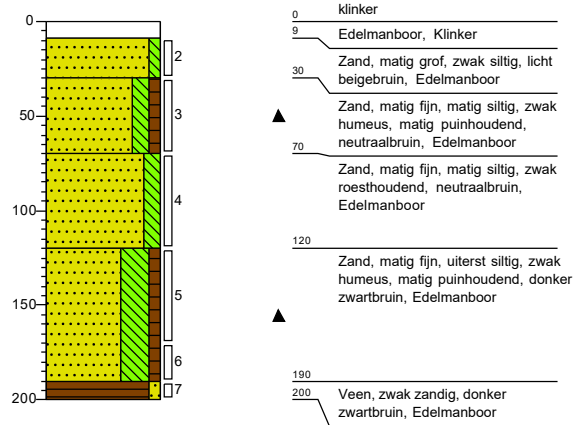 0
50
100
150
200
2
3
4
5
6
7
klinker
0
9
Edelmanboor, Klinker
Zand, matig grof, zwak siltig, licht
beigebruin, Edelmanboor
30
Zand, matig fijn, matig siltig, zwak
humeus, matig puinhoudend,
neutraalbruin, Edelmanboor
70
Zand, matig fijn, matig siltig, zwak
roesthoudend, neutraalbruin,
Edelmanboor
120
Zand, matig fijn, uiterst siltig, zwak
humeus, matig puinhoudend, donker
zwartbruin, Edelmanboor
190
200
Veen, zwak zandig, donker
zwartbruin, Edelmanboor